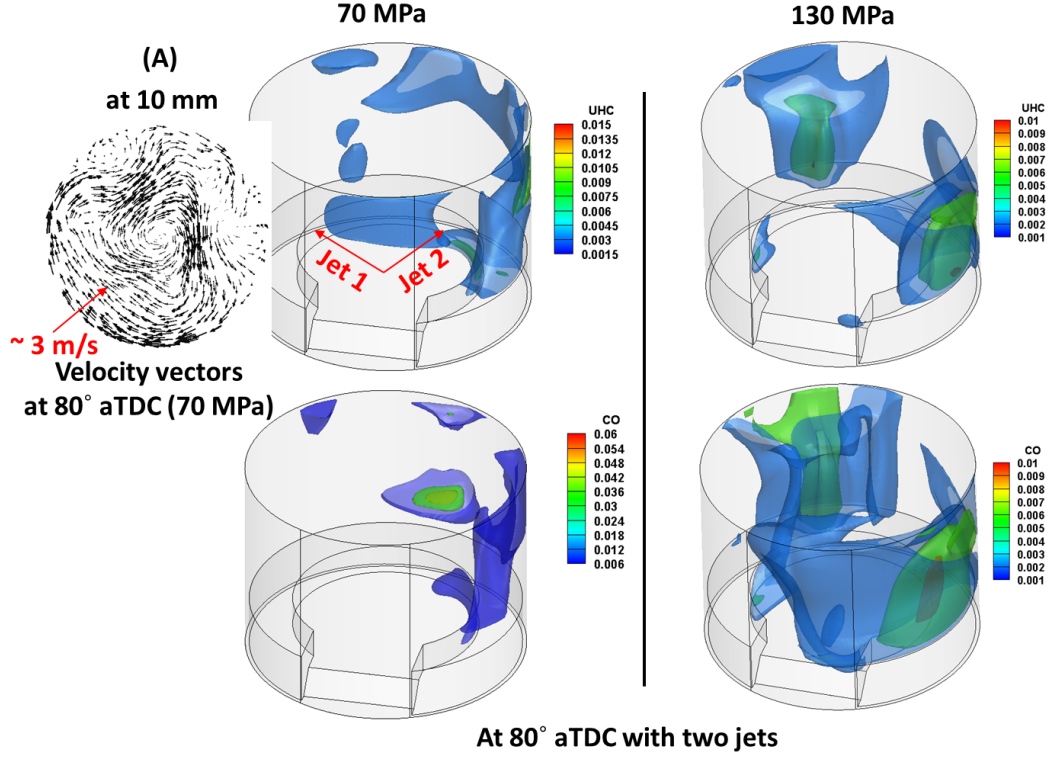 70 MPa
130 MPa
(A)
at 10 mm
~ 3 m/s
Velocity vectors
at 80° aTDC (70 MPa)
Jet 1
Jet 2
UHC
0.015
0.0135
0.012
0.0105
0.009
0.0075
0.006
0.0045
0.003
0.0015
UHC
0.01
0.009
0.008
0.007
0.006
0.005
0.004
0.003
0.002
0.001
CO
0.06
0.054
0.048
0.042
0.036
0.03
0.024
0.018
0.012
0.006
CO
0.01
0.009
0.008
0.007
0.006
0.005
0.004
0.003
0.002
0.001
At 80° aTDC with two jets